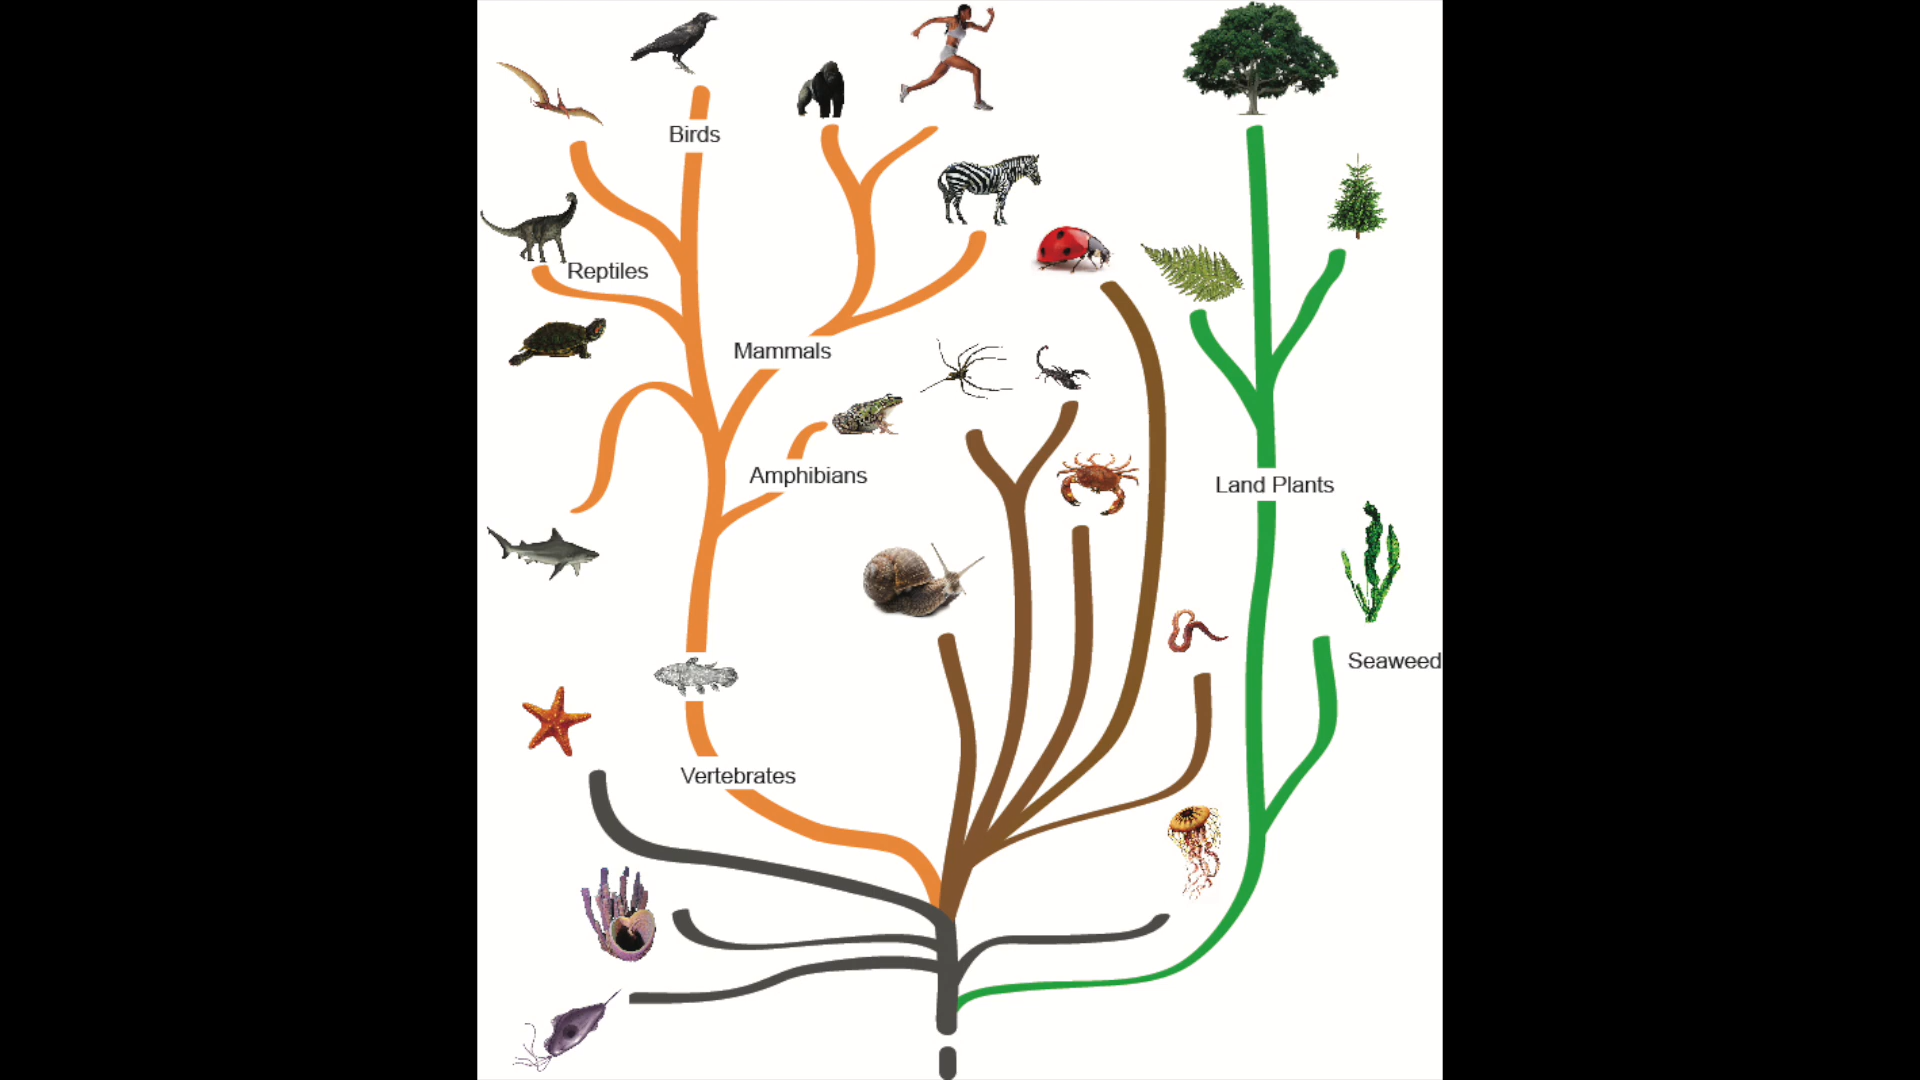 Birds
Reptiles
Mammals
Amphibians
Land Plants
Seaweed
Vertebrates